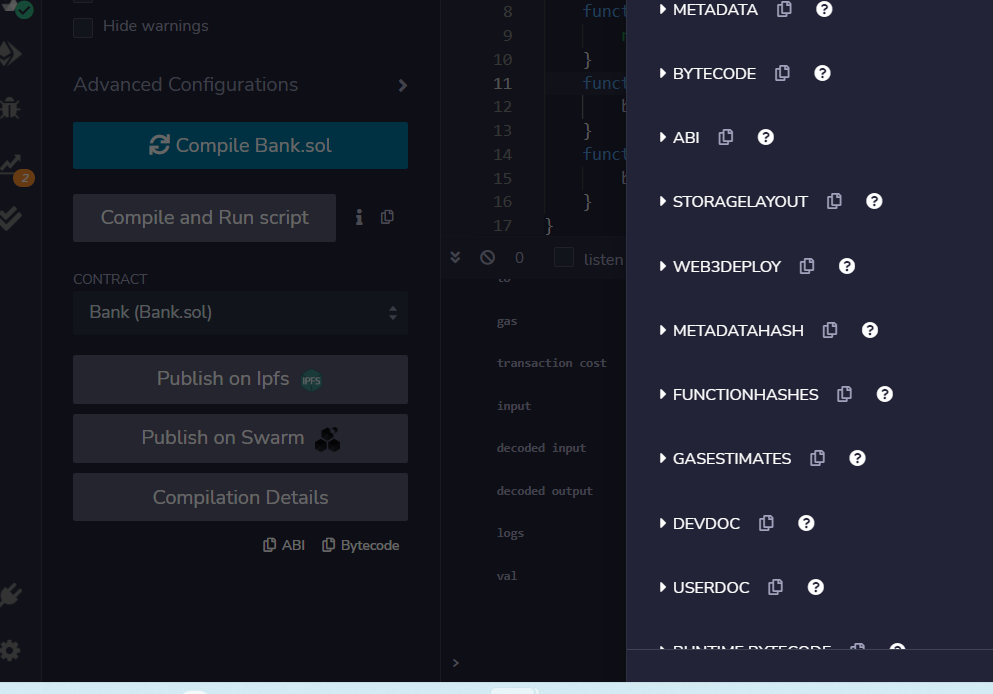 Hide warnings
Advanced Configurations
Compile Bank.sol
2
Compile and Run script
CONTRACT
Bank (Bank.sol)
Publish on Ipfs IPFS
Publish on Swarm
Compilation Details
ABI Bytecode
8 funct
9
10 }
11 funct
12 b
13 }
14 funct
15 b
16 }
17 }
0 listen
to
gas
transaction cost
input
decoded input
decoded output
logs
val
>
METADATA
BYTECODE
ABI
STORAGELAYOUT
WEB3DEPLOY
METADATAHASH
FUNCTIONHASHES
GASESTIMATES
DEVDOC
USERDOC
RUNTIME BYTECODE